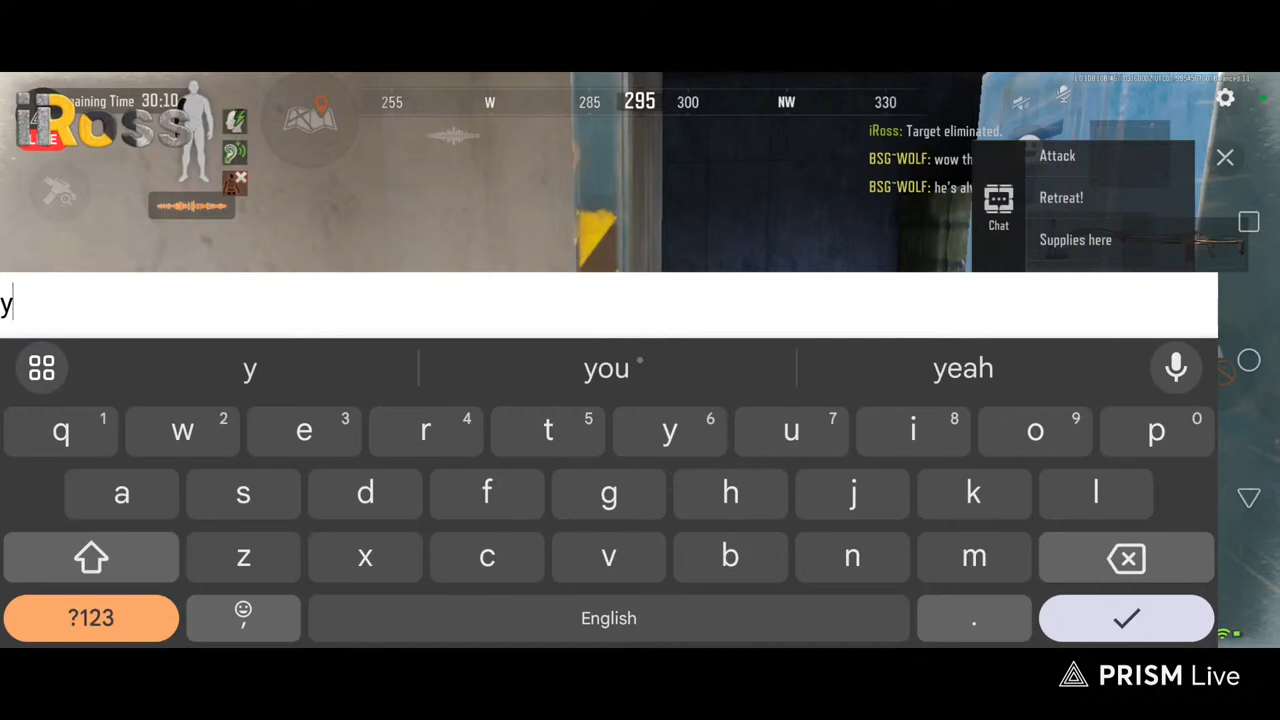 Remaining Time 30:10
iRoss
LIVE
255 W 285 295 300 NW 330
iRoss: Target eliminated.
BSG~WOLF: wow th
BSG~WOLF: he's alv
Chat
Attack
Retreat!
Supplies here
y
y you yeah
q 1 w 2 e 3 r 4 t 5 y 6 u 7 i 8 o 9 p 0
a s d f g h j k l
z x c v b n m
?123 , English .
PRISM Live